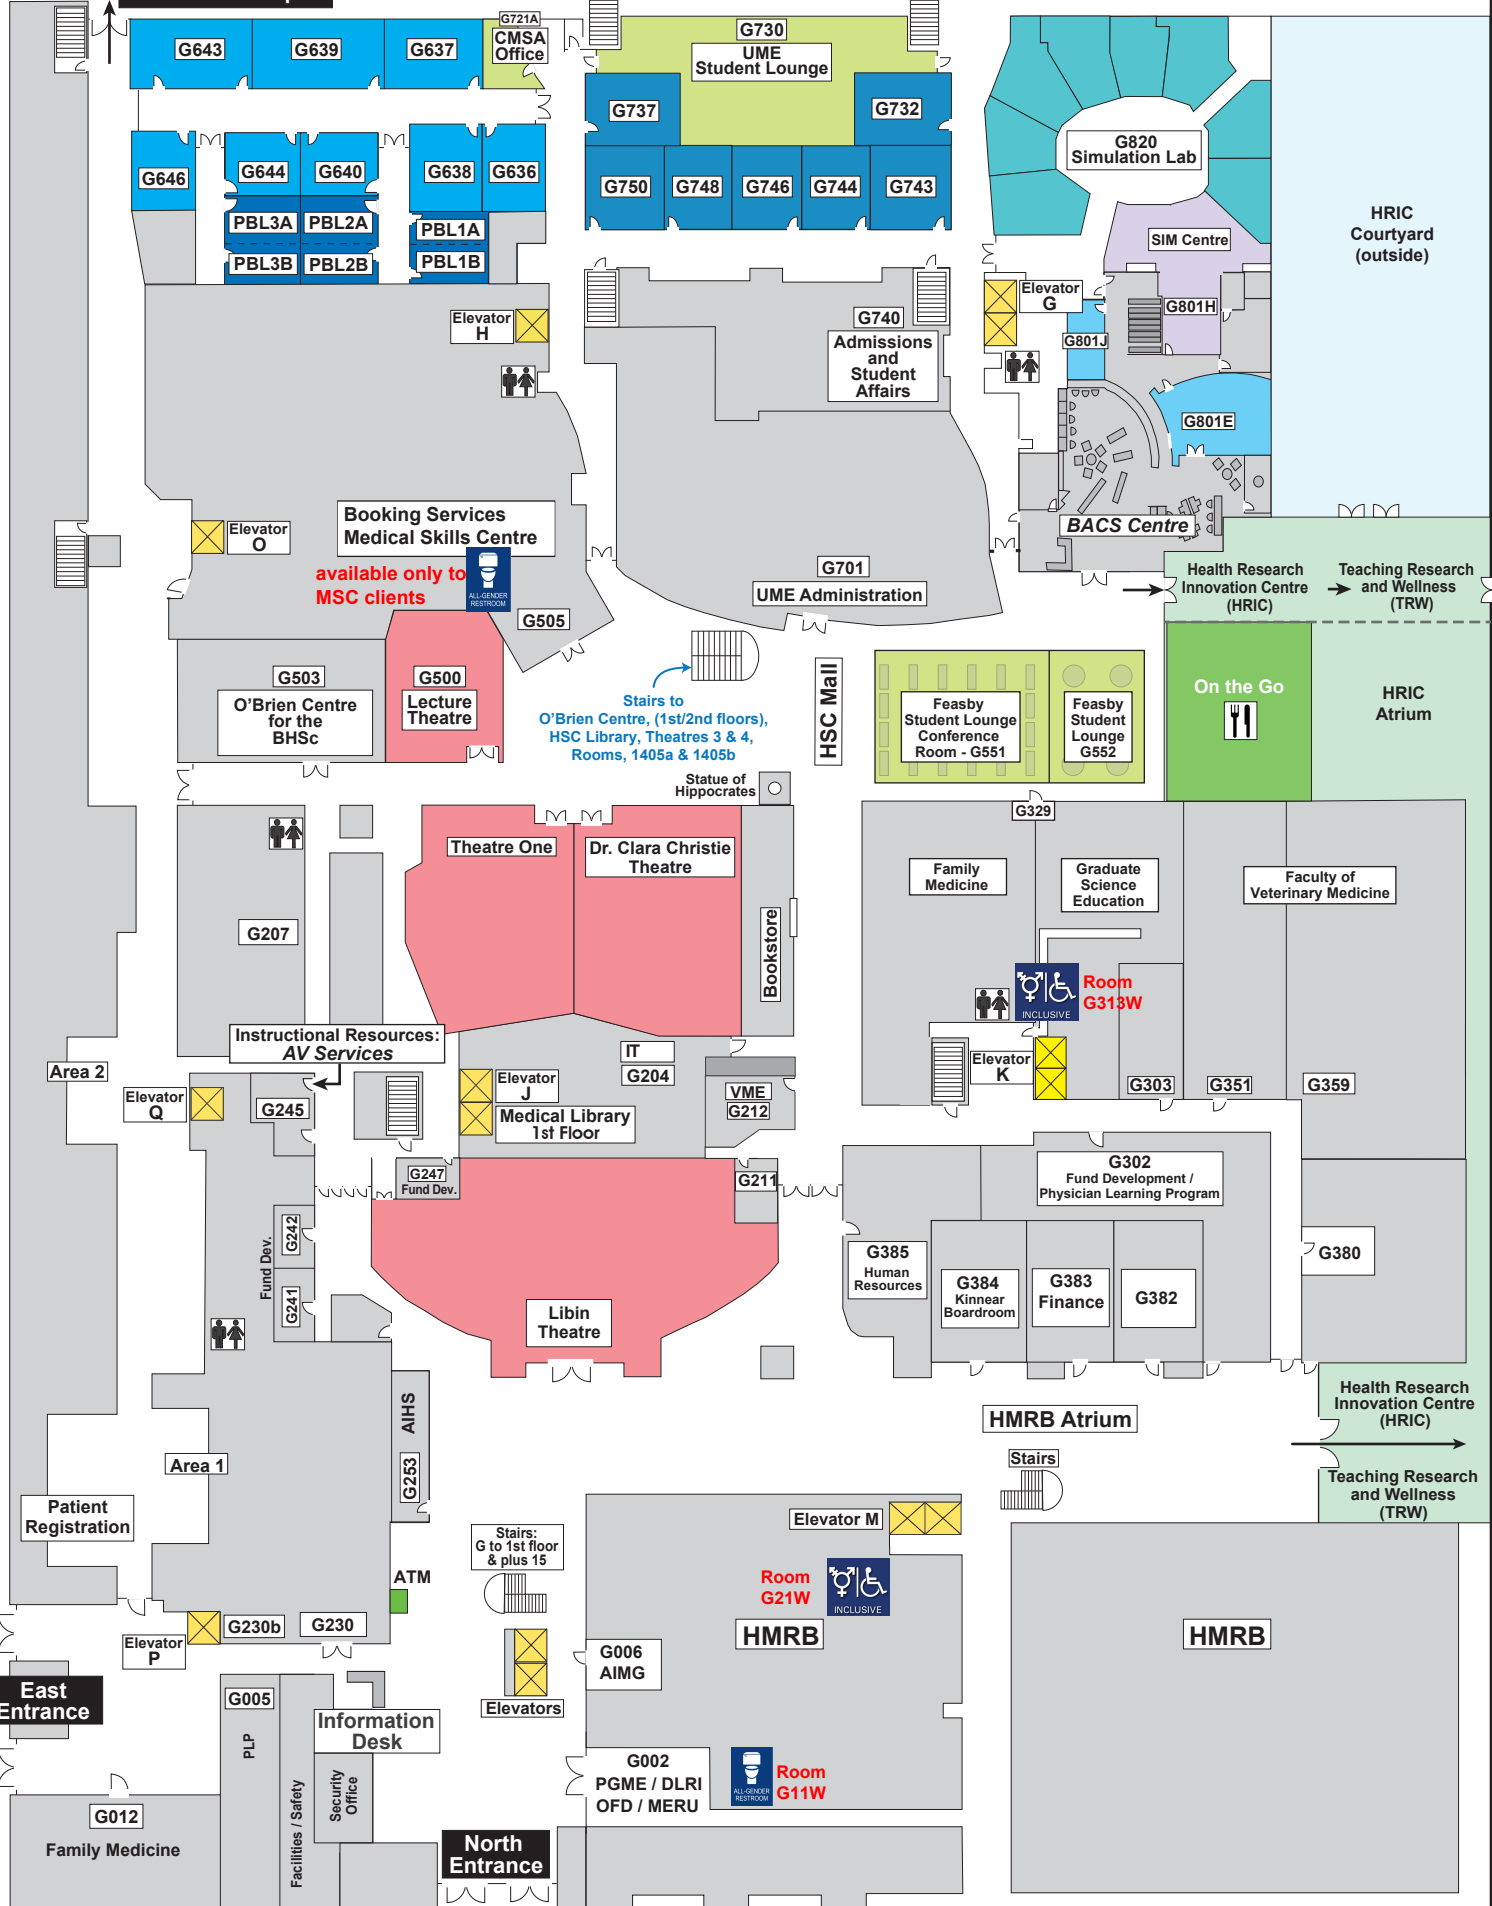 G643
G639
G637
G721A
CMSA
Office
G730
UME
Student Lounge
G737
G732
G646
G644
G640
G638
G636
G750
G748
G746
G744
G743
PBL3A
PBL2A
PBL1A
PBL3B
PBL2B
PBL1B
G820
Simulation Lab
SIM Centre
HRIC
Courtyard
(outside)
Elevator
G
G801H
G801J
G801E
BACS Centre
Elevator
H
G740
Admissions
and
Student
Affairs
Elevator
O
Booking Services
Medical Skills Centre
available only to
MSC clients
ALL-GENDER
RESTROOM
G505
G701
UME Administration
Health Research
Innovation Centre
(HRIC)
Teaching Research
and Wellness
(TRW)
G503
O'Brien Centre
for the
BHSc
G500
Lecture
Theatre
Stairs to
O'Brien Centre, (1st/2nd floors),
HSC Library, Theatres 3 & 4,
Rooms, 1405a & 1405b
HSC Mall
Feasby
Student Lounge
Conference
Room - G551
Feasby
Student
Lounge
G552
On the Go
HRIC
Atrium
Statue of
Hippocrates
G329
Theatre One
Dr. Clara Christie
Theatre
Bookstore
G207
Family
Medicine
Graduate
Science
Education
Faculty of
Veterinary Medicine
INCLUSIVE
Room
G313W
Instructional Resources:
AV Services
IT
G204
Area 2
Elevator
Q
G245
Elevator
J
Medical Library
1st Floor
VME
G212
Elevator
K
G303
G351
G359
G247
Fund Dev.
G211
G302
Fund Development /
Physician Learning Program
G242
Fund Dev.
G241
G385
Human
Resources
G384
Kinnear
Boardroom
G383
Finance
G382
G380
Libin
Theatre
AIHS
G253
HMRB Atrium
Health Research
Innovation Centre
(HRIC)
Teaching Research
and Wellness
(TRW)
Stairs
Area 1
Patient
Registration
Stairs:
G to 1st floor
& plus 15
Elevator M
ATM
Room
G21W
INCLUSIVE
HMRB
HMRB
G230b
G230
Elevator
P
G006
AIMG
Elevators
East
Entrance
G005
PLP
Information
Desk
Facilities / Safety
Security
Office
G002
PGME / DLRI
OFD / MERU
ALL-GENDER
RESTROOM
Room
G11W
G012
Family Medicine
North
Entrance